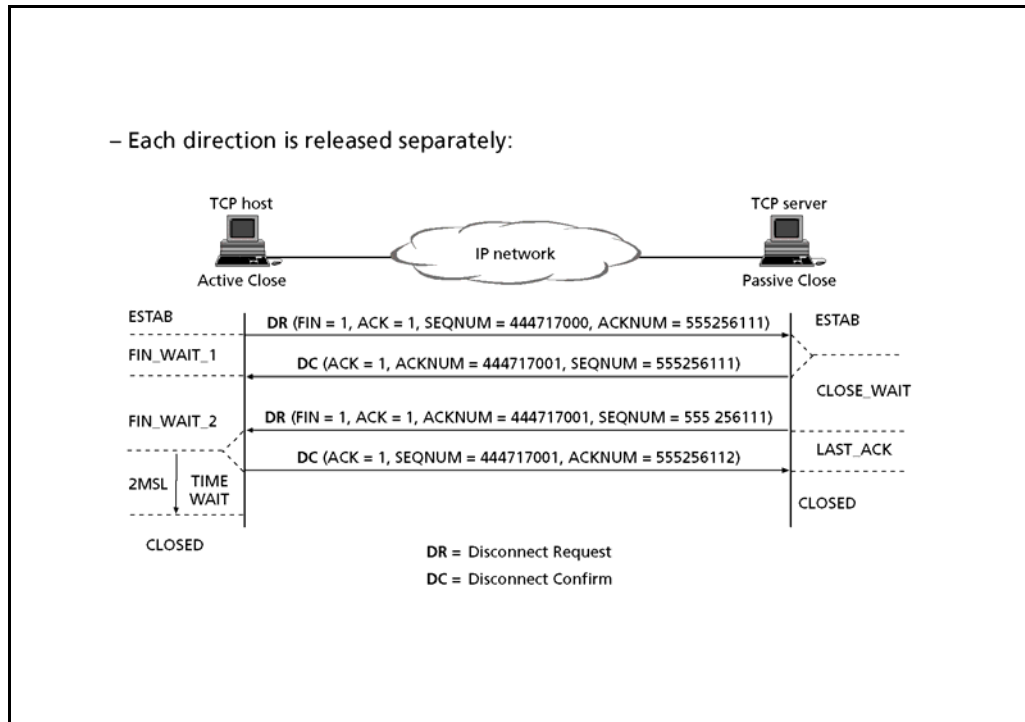 – Each direction is released separately:
TCP host
TCP server
IP network
Active Close
Passive Close
ESTAB
DR (FIN = 1, ACK = 1, SEQNUM = 444717000, ACKNUM = 555256111)
ESTAB
FIN_WAIT_1
DC (ACK = 1, ACKNUM = 444717001, SEQNUM = 555256111)
CLOSE_WAIT
FIN_WAIT_2
DR (FIN = 1, ACK = 1, ACKNUM = 444717001, SEQNUM = 555 256111)
LAST_ACK
DC (ACK = 1, SEQNUM = 444717001, ACKNUM = 555256112)
2MSL
TIME
WAIT
CLOSED
CLOSED
DR = Disconnect Request
DC = Disconnect Confirm